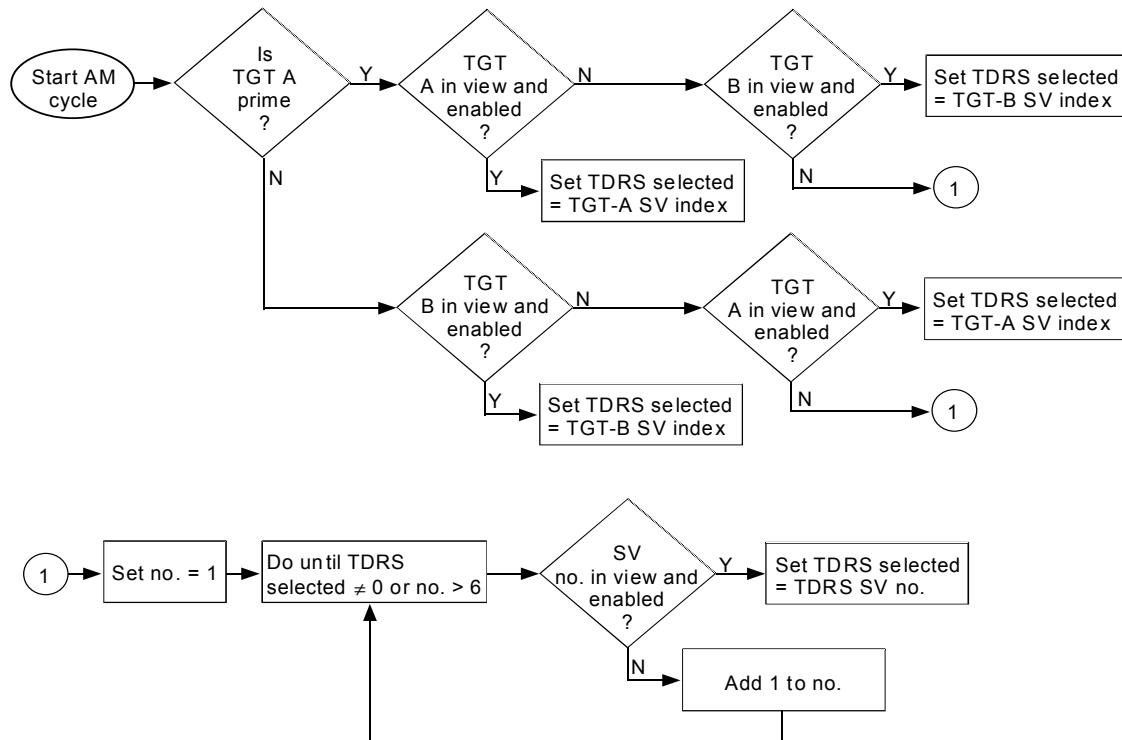 Start AM
cycle
Is
TGT A
prime
?
Y
N
TGT
A in view and
enabled
?
N
Y
TGT
B in view and
enabled
?
Y
N
Set TDRS selected
= TGT-B SV index
Set TDRS selected
= TGT-A SV index
1
TGT
B in view and
enabled
?
N
Y
TGT
A in view and
enabled
?
Y
N
Set TDRS selected
= TGT-A SV index
Set TDRS selected
= TGT-B SV index
1
1
Set no. = 1
Do until TDRS
selected ≠ 0 or no. > 6
SV
no. in view and
enabled
?
Y
N
Set TDRS selected
= TDRS SV no.
Add 1 to no.